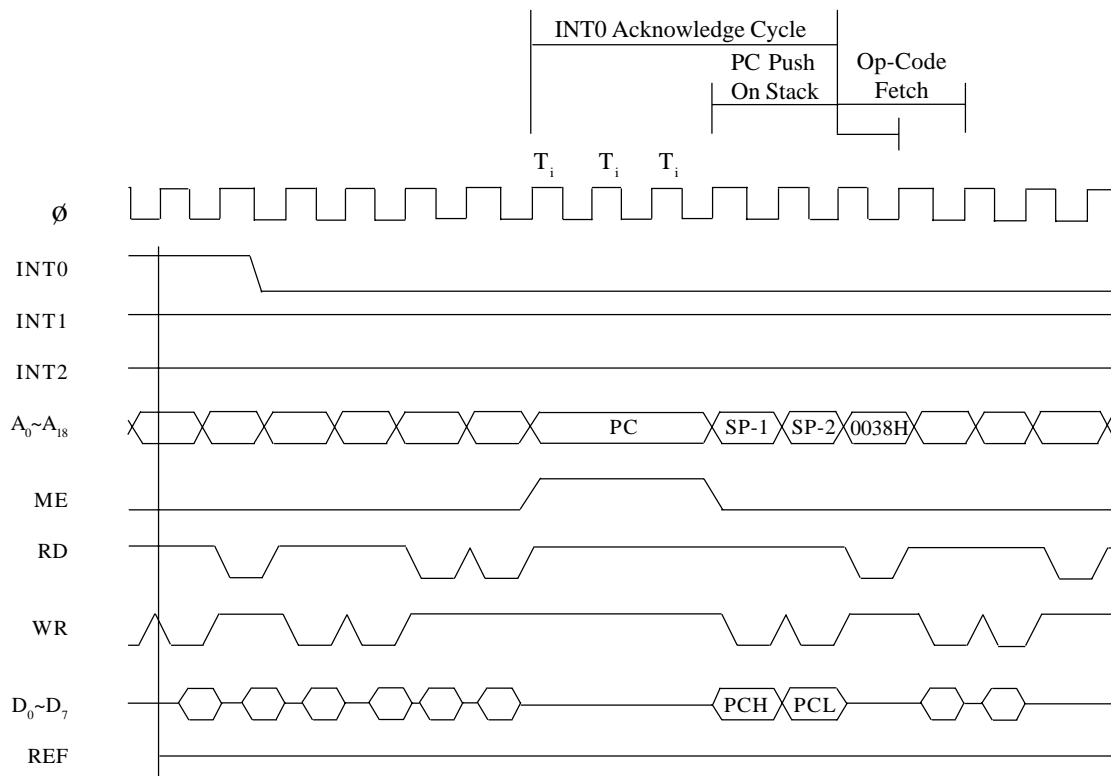 INT0 Acknowledge Cycle
PC Push
On Stack
Op-Code
Fetch
Ti Ti Ti
Ø
INT0
INT1
INT2
A0~A18 PC SP-1 SP-2 0038H
ME
RD
WR
D0~D7 PCH PCL
REF